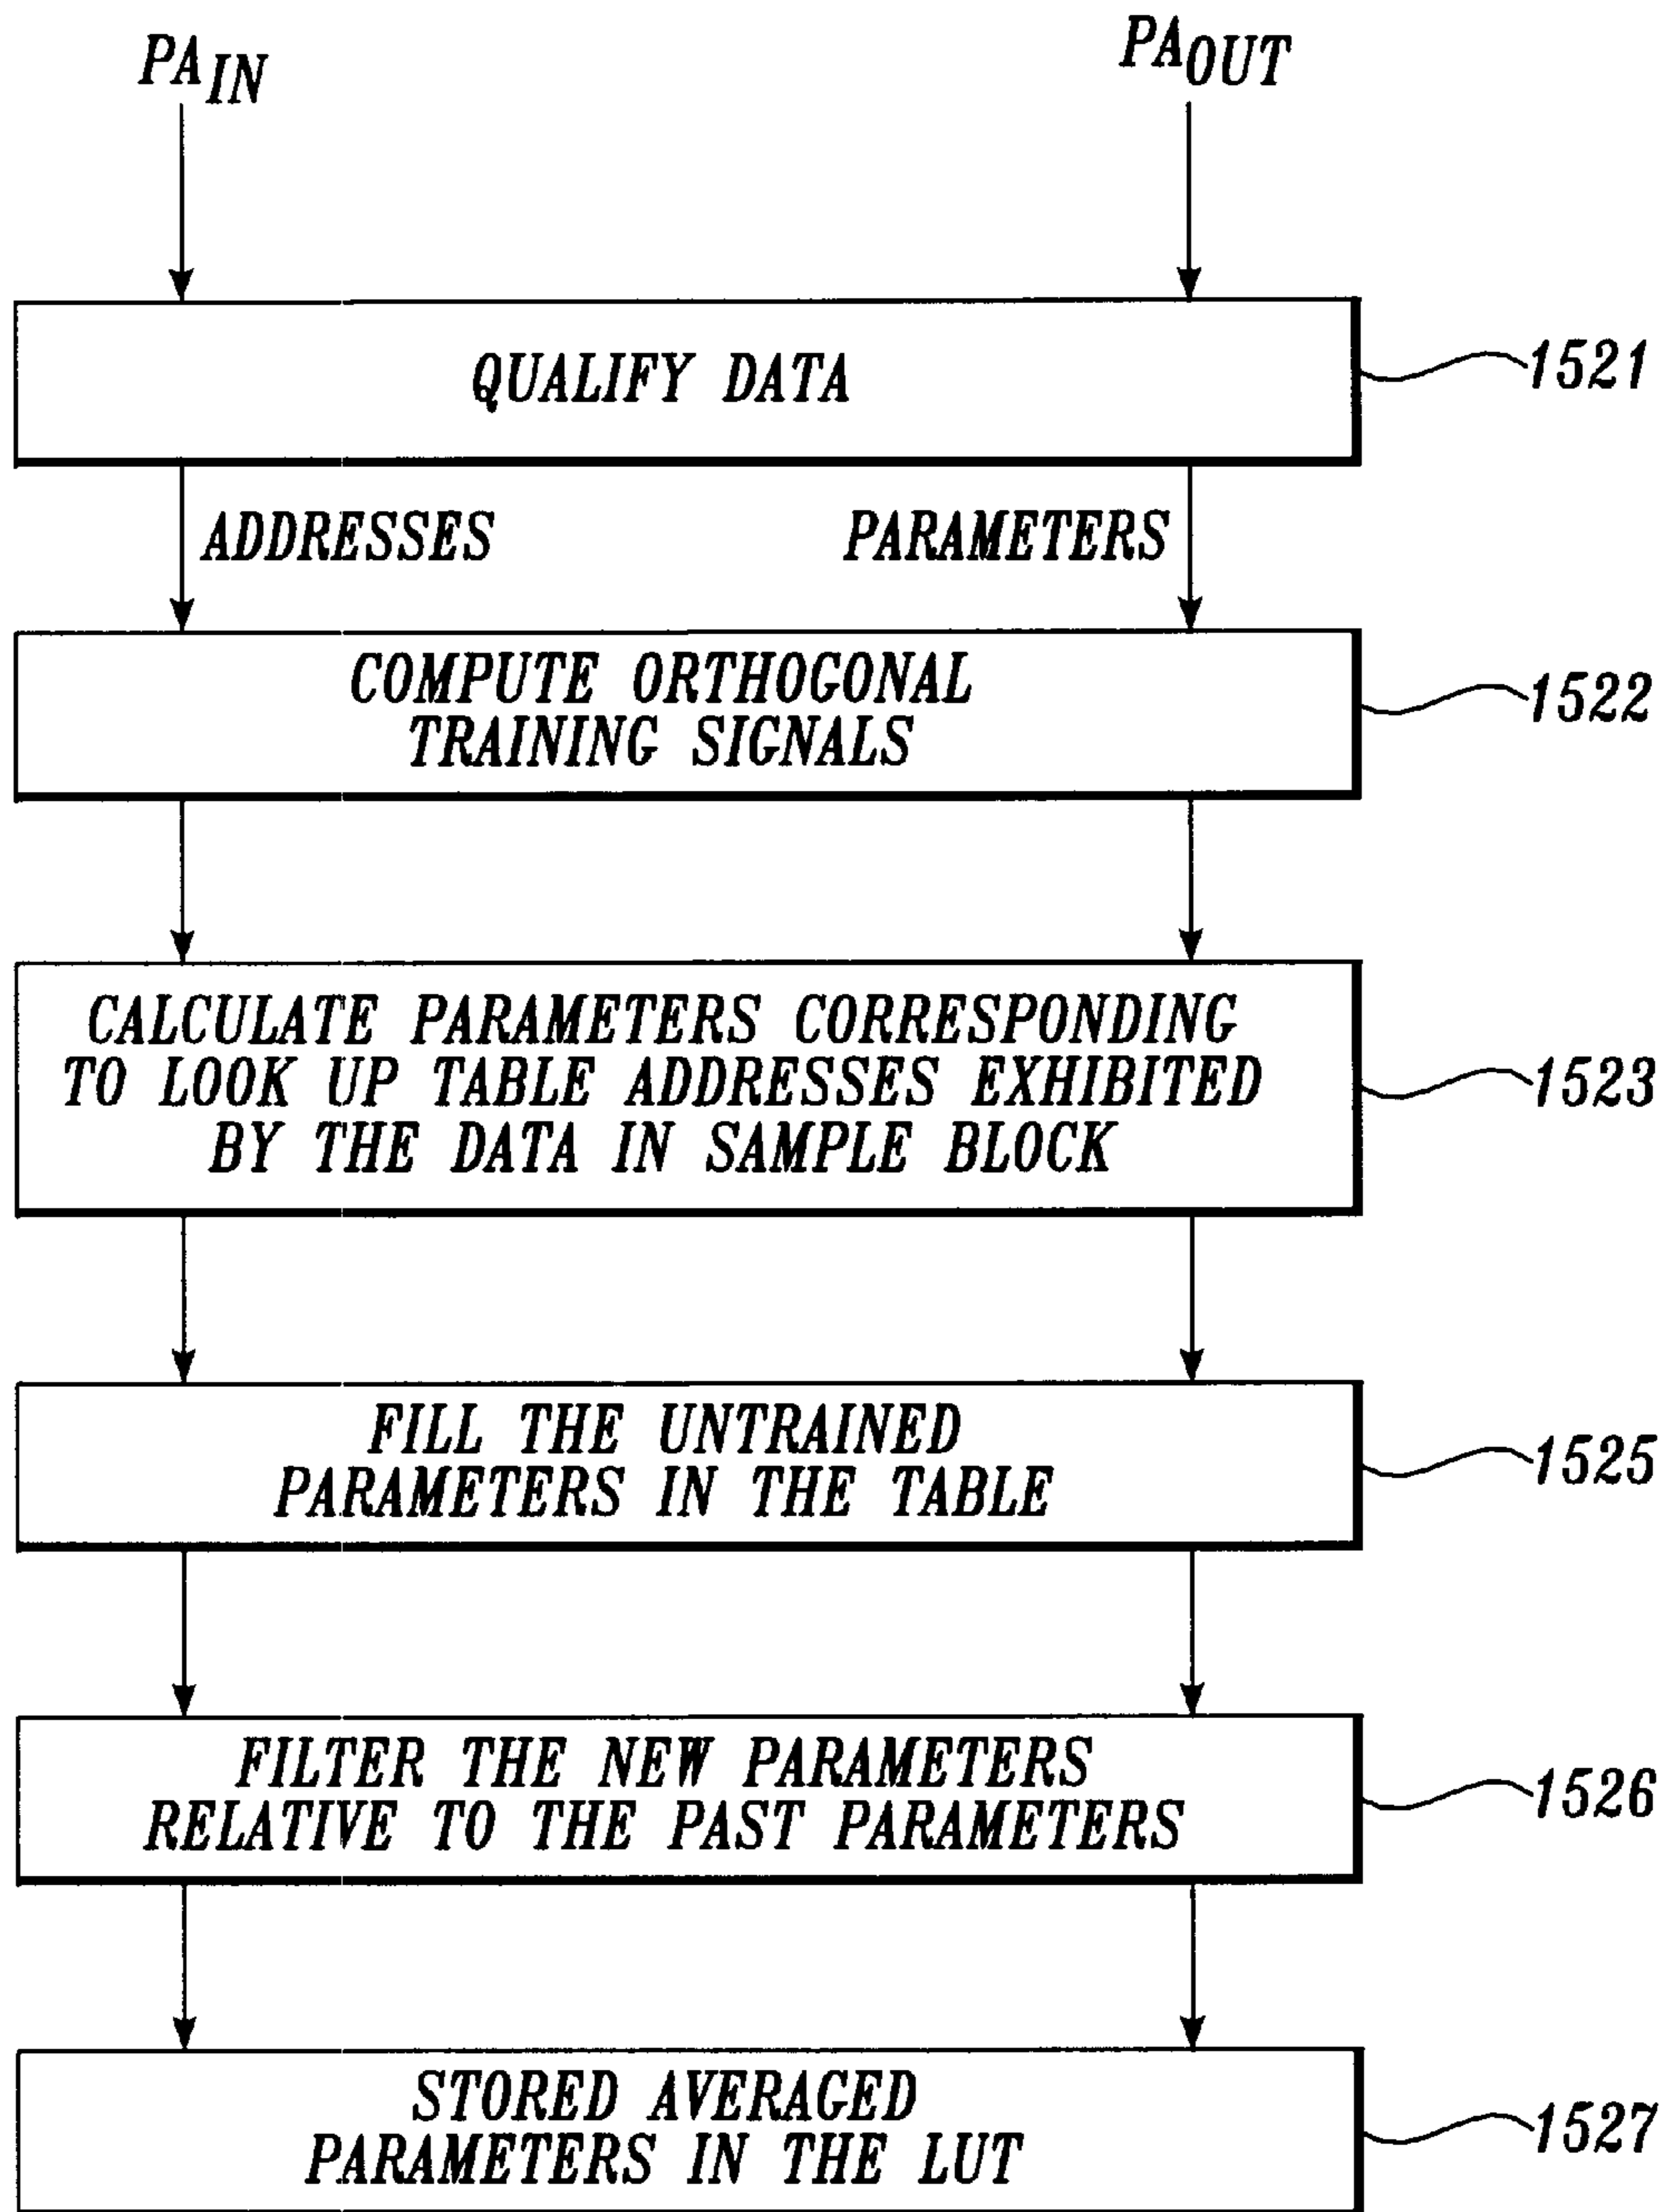 PAIN
PAOUT
QUALIFY DATA
1521
ADDRESSES
PARAMETERS
COMPUTE ORTHOGONAL
TRAINING SIGNALS
1522
CALCULATE PARAMETERS CORRESPONDING
TO LOOK UP TABLE ADDRESSES EXHIBITED
BY THE DATA IN SAMPLE BLOCK
1523
FILL THE UNTRAINED
PARAMETERS IN THE TABLE
1525
FILTER THE NEW PARAMETERS
RELATIVE TO THE PAST PARAMETERS
1526
STORED AVERAGED
PARAMETERS IN THE LUT
1527